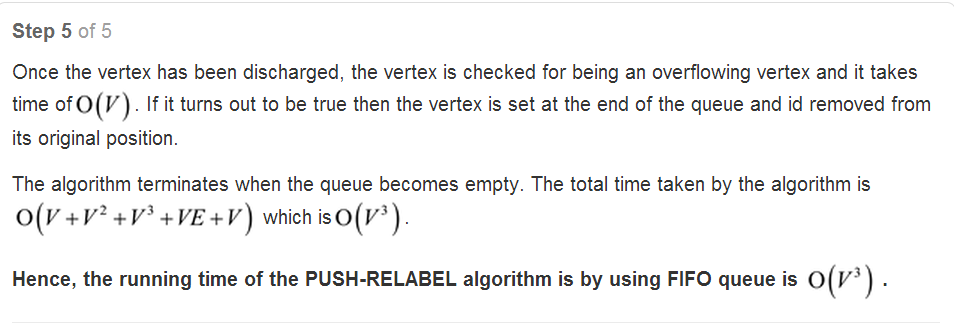 Step 5 of 5
Once the vertex has been discharged, the vertex is checked for being an overflowing vertex and it takes
time of O(V). If it turns out to be true then the vertex is set at the end of the queue and id removed from
its original position.
The algorithm terminates when the queue becomes empty. The total time taken by the algorithm is
O(V+V²+V³+VE+V) which is O(V³).
Hence, the running time of the PUSH-RELABEL algorithm is by using FIFO queue is O(V³).